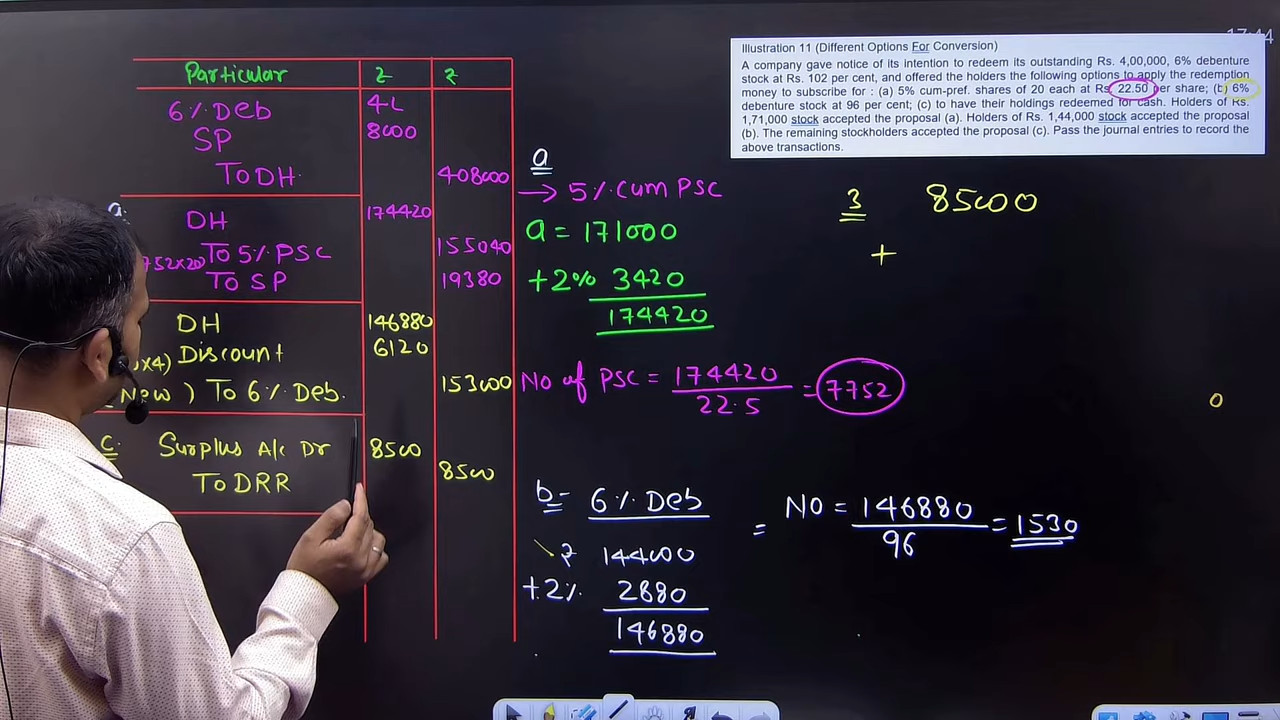 17:44
Illustration 11 (Different Options For Conversion)
A company gave notice of its intention to redeem its outstanding Rs. 4,00,000, 6% debenture
stock at Rs. 102 per cent, and offered the holders the following options to apply the redemption
money to subscribe for : (a) 5% cum-pref. shares of 20 each at Rs. 22.50 per share; (b) 6%
debenture stock at 96 per cent; (c) to have their holdings redeemed for cash. Holders of Rs.
1,71,000 stock accepted the proposal (a). Holders of Rs. 1,44,000 stock accepted the proposal
(b). The remaining stockholders accepted the proposal (c). Pass the journal entries to record the
above transactions.
Particular ₹ ₹
6% Deb 4L
SP 8000
To DH 408000
a.
DH 174420
752x20) To 5% PSC 155040
To SP 19380
DH 146880
x4) Discount 6120
New ) To 6% Deb. 153000
c. Surplus A/c Dr 8500
To DRR 8500
a
→ 5% cum PSC
a = 171000
+2% 3420
174420
No of PSC = 174420 / 22.5 = 7752
b- 6% Deb
₹ 144000
+2% 2880
146880
= NO = 146880 / 96 = 1530
3 85000
+
0